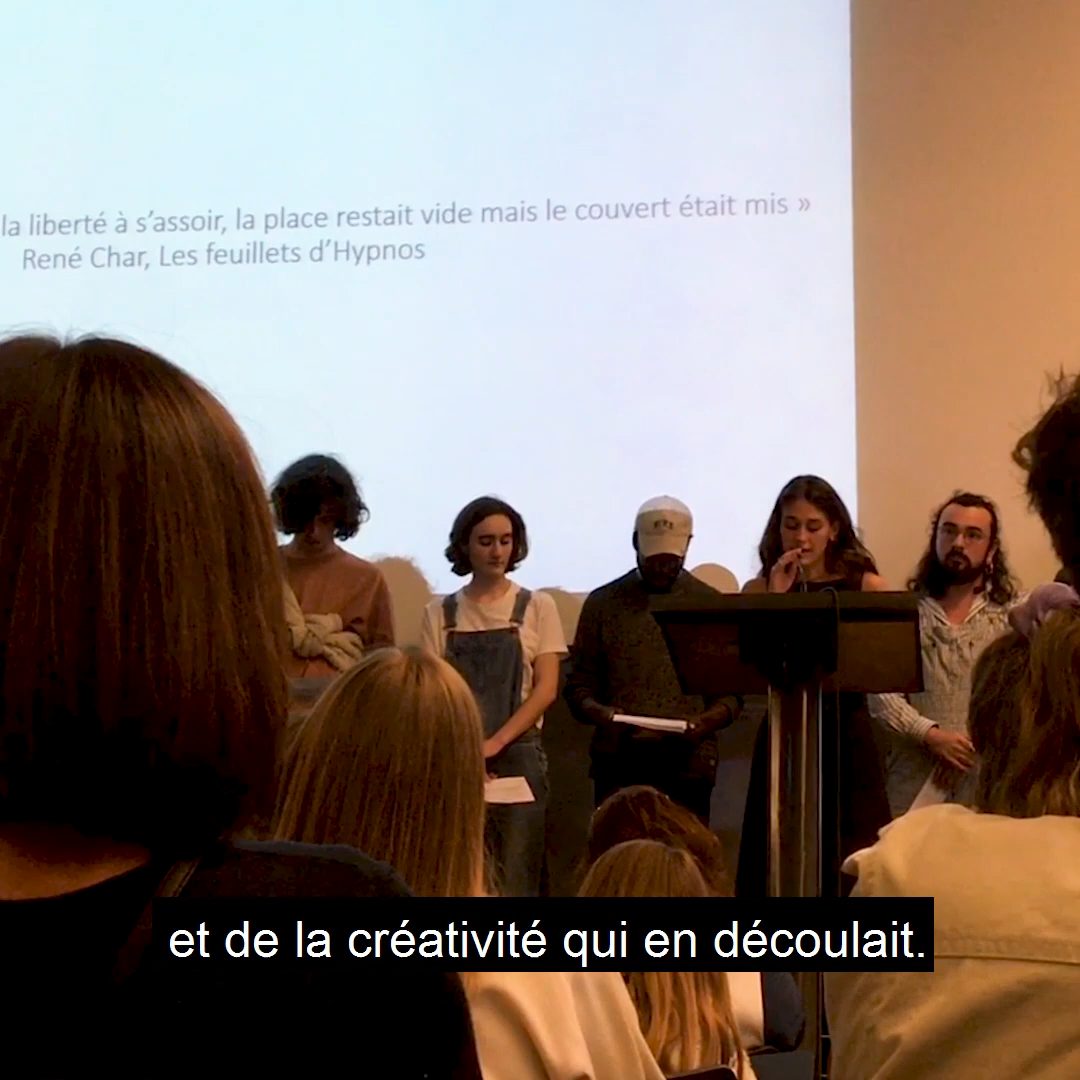 la liberté à s’assoir, la place restait vide mais le couvert était mis »
René Char, Les feuillets d’Hypnos
et de la créativité qui en découlait.